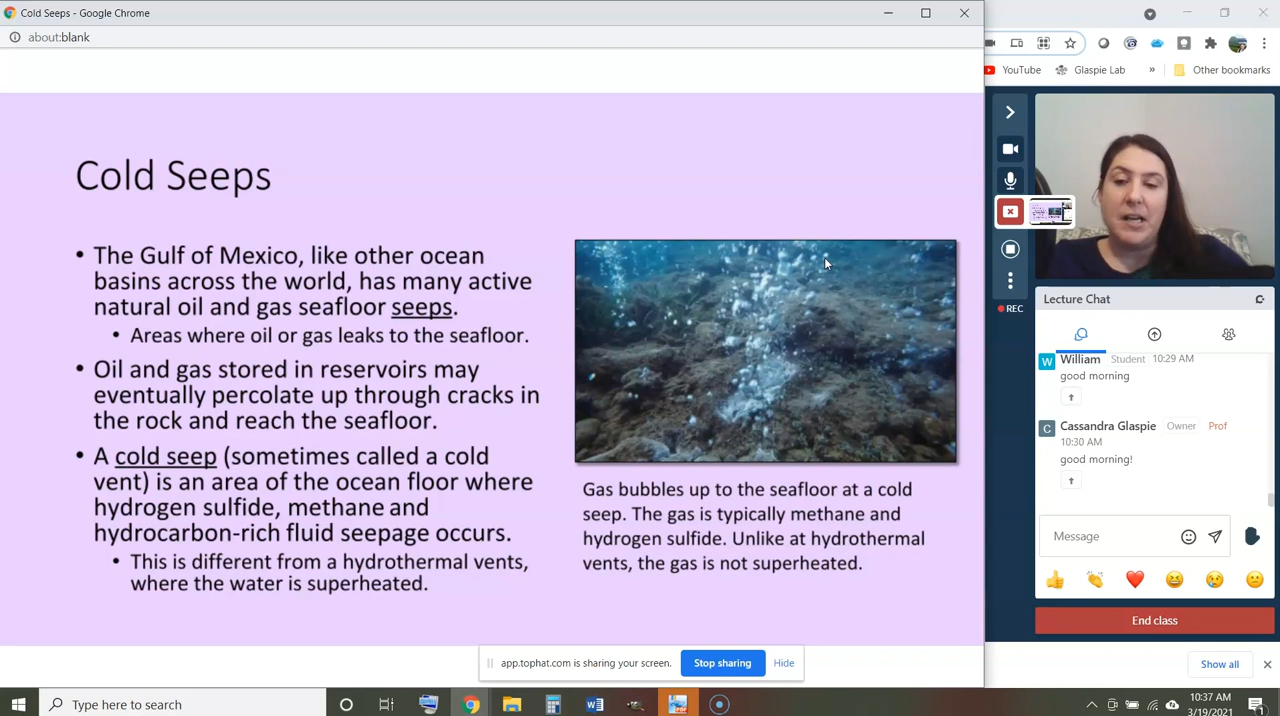 Cold Seeps - Google Chrome
about:blank
YouTube
Glaspie Lab
»
Other bookmarks
Cold Seeps
• The Gulf of Mexico, like other ocean
basins across the world, has many active
natural oil and gas seafloor seeps.
• Areas where oil or gas leaks to the seafloor.
• Oil and gas stored in reservoirs may
eventually percolate up through cracks in
the rock and reach the seafloor.
• A cold seep (sometimes called a cold
vent) is an area of the ocean floor where
hydrogen sulfide, methane and
hydrocarbon-rich fluid seepage occurs.
• This is different from a hydrothermal vents,
where the water is superheated.
Gas bubbles up to the seafloor at a cold
seep. The gas is typically methane and
hydrogen sulfide. Unlike at hydrothermal
vents, the gas is not superheated.
REC
Lecture Chat
W
William Student 10:29 AM
good morning
C
Cassandra Glaspie Owner Prof
10:30 AM
good morning!
Message
End class
app.tophat.com is sharing your screen.
Stop sharing
Hide
Show all
Type here to search
10:37 AM
3/19/2021
1